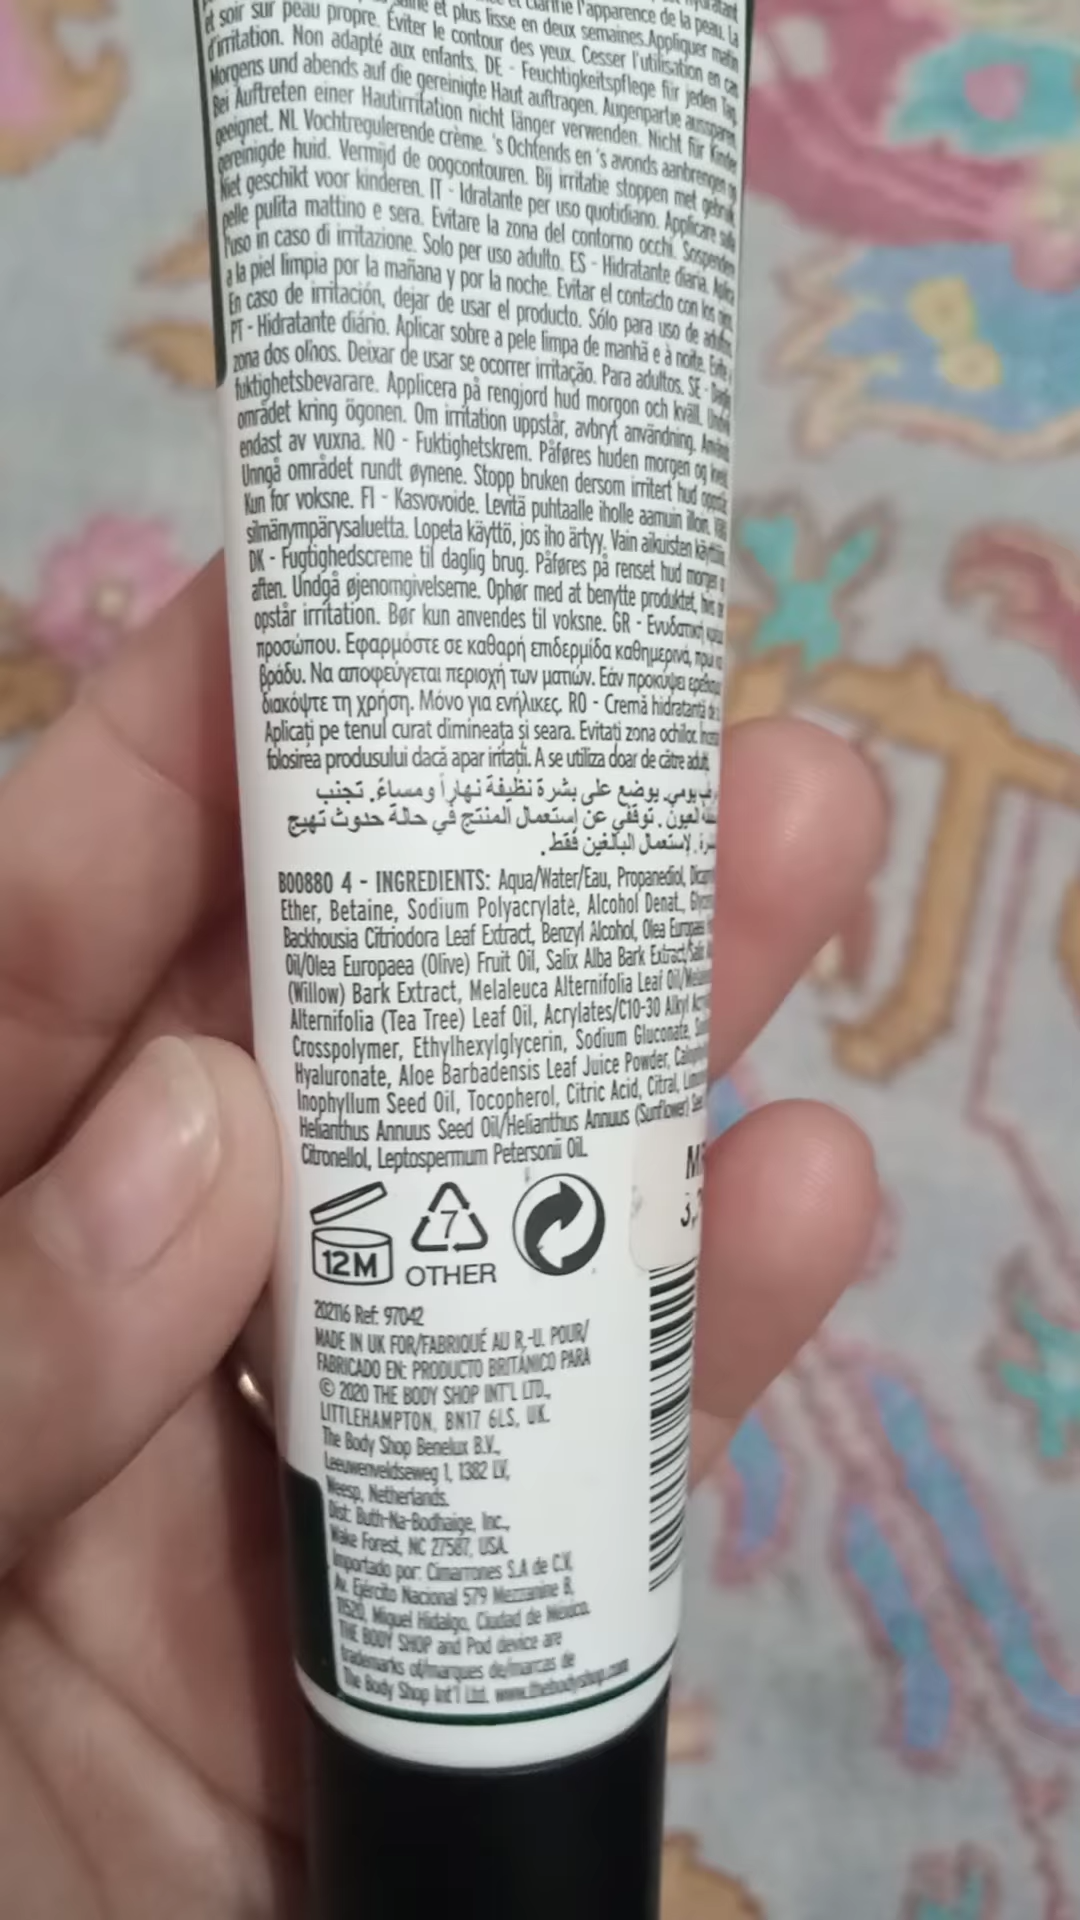 et clarifie l'apparence de la peau. La
et plus lisse en deux semaines. Appliquer matin
et soir sur peau propre. Éviter le contour des yeux. Cesser l'utilisation en cas
d'irritation. Non adapté aux enfants. DE - Feuchtigkeitspflege für jeden Tag.
Morgens und abends auf die gereinigte Haut auftragen. Augenpartie aussparen.
Bei Auftreten einer Hautirritation nicht länger verwenden. Nicht für Kinder
geeignet. NL Vochtregulerende crème. 's Ochtends en 's avonds aanbrengen op
gereinigde huid. Vermijd de oogcontouren. Bij irritatie stoppen met gebruik.
Niet geschikt voor kinderen. IT - Idratante per uso quotidiano. Applicare sulla
pelle pulita mattino e sera. Evitare la zona del contorno occhi. Sospendere
l'uso in caso di irritazione. Solo per uso adulto. ES - Hidratante diaria.
a la piel limpia por la mañana y por la noche. Evitar el contacto con los ojos.
En caso de irritación, dejar de usar el producto. Sólo para uso de adultos.
PT - Hidratante diário. Aplicar sobre a pele limpa de manhã e à noite.
zona dos olhos. Deixar de usar se ocorrer irritação. Para adultos. SE -
fuktighetsbevarare. Applicera på rengjord hud morgon och kväll.
området kring ögonen. Om irritation uppstår, avbryt användning.
endast av vuxna. NO - Fuktighetskrem. Påføres huden morgen og kveld.
Unngå området rundt øynene. Stopp bruken dersom irritert hud oppstår.
Kun for voksne. FI - Kasvovoide. Levitä puhtaalle iholle aamuin illoin.
silmänympärysaluetta. Lopeta käyttö, jos iho ärtyy. Vain aikuisten
DK - Fugtighedscreme til daglig brug. Påføres på renset hud morgen
aften. Undgå øjenomgivelserne. Ophør med at benytte produktet,
opstår irritation. Bør kun anvendes til voksne. GR - Ενυδατική
προσώπου. Εφαρμόστε σε καθαρή επιδερμίδα καθημερινά, πρωί
βράδυ. Να αποφεύγεται περιοχή των ματιών. Εάν προκύψει
διακόψτε τη χρήση. Μόνο για ενήλικες. RO - Cremă hidratantă
Aplicați pe tenul curat dimineața și seara. Evitați zona ochilor.
folosirea produsului dacă apar iritații. A se utiliza doar de către
يومي. يوضع على بشرة نظيفة نهاراً ومساءً. تجنب
العيون. توقفي عن إستعمال المنتج في حالة حدوث تهيج
لإستعمال البالغين فقط.
B00880 4 - INGREDIENTS: Aqua/Water/Eau, Propanediol,
Ether, Betaine, Sodium Polyacrylate, Alcohol Denat.,
Backhousia Citriodora Leaf Extract, Benzyl Alcohol, Olea Europaea
Oil/Olea Europaea (Olive) Fruit Oil, Salix Alba Bark Extract/Salix
(Willow) Bark Extract, Melaleuca Alternifolia Leaf Oil/
Alternifolia (Tea Tree) Leaf Oil, Acrylates/C10-30 Alkyl
Crosspolymer, Ethylhexylglycerin, Sodium Gluconate,
Hyaluronate, Aloe Barbadensis Leaf Juice Powder,
Inophyllum Seed Oil, Tocopherol, Citric Acid, Citral,
Helianthus Annuus Seed Oil/Helianthus Annuus (Sunflower)
Citronellol, Leptospermum Petersonii Oil.
7
12M
OTHER
202116 Ref: 97042
MADE IN UK FOR/FABRIQUÉ AU R.-U. POUR/
FABRICADO EN: PRODUCTO BRITÁNICO PARA
© 2020 THE BODY SHOP INT'L LTD.,
LITTLEHAMPTON, BN17 6LS, UK.
The Body Shop Benelux B.V.,
Leeuwenveldseweg 1, 1382 LV,
Weesp, Netherlands.
Dist: Buth-Na-Bodhaige, Inc.,
Wake Forest, NC 27587, USA
Importado por: Cimarrones S.A de C.V.
Av. Ejército Nacional 579 Mezzanine B,
11520, Miguel Hidalgo, Ciudad de México.
THE BODY SHOP and Pod device are
trademarks of/marques de/marcas de
The Body Shop Int'l Ltd. www.thebodyshop.com